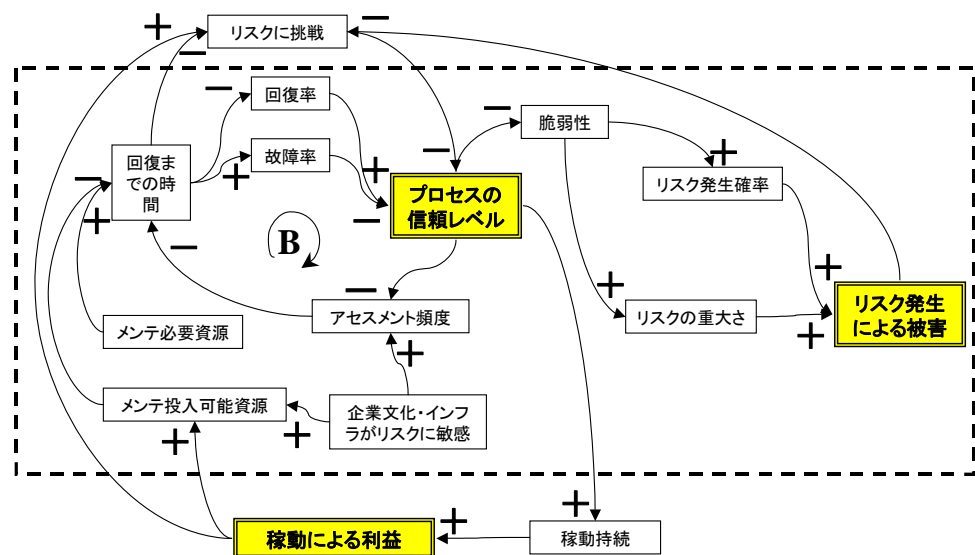 リスクに挑戦
回復率
脆弱性
故障率
回復ま
での時
間
リスク発生確率
プロセスの
信頼レベル
B
リスク発生
による被害
メンテ必要資源
アセスメント頻度
リスクの重大さ
メンテ投入可能資源
企業文化・インフ
ラがリスクに敏感
稼動による利益
稼動持続
+
−
−
−
−
−
+
+
−
+
−
+
−
+
−
+
−
+
+
+
+
+
+